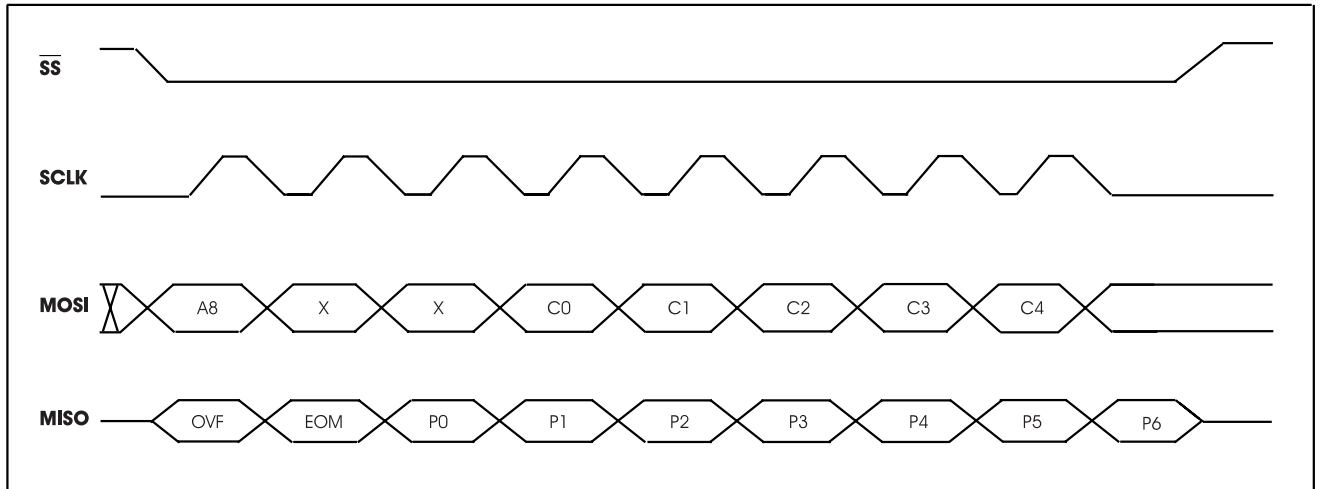 SS
SCLK
MOSI A8 X X C0 C1 C2 C3 C4
MISO OVF EOM P0 P1 P2 P3 P4 P5 P6